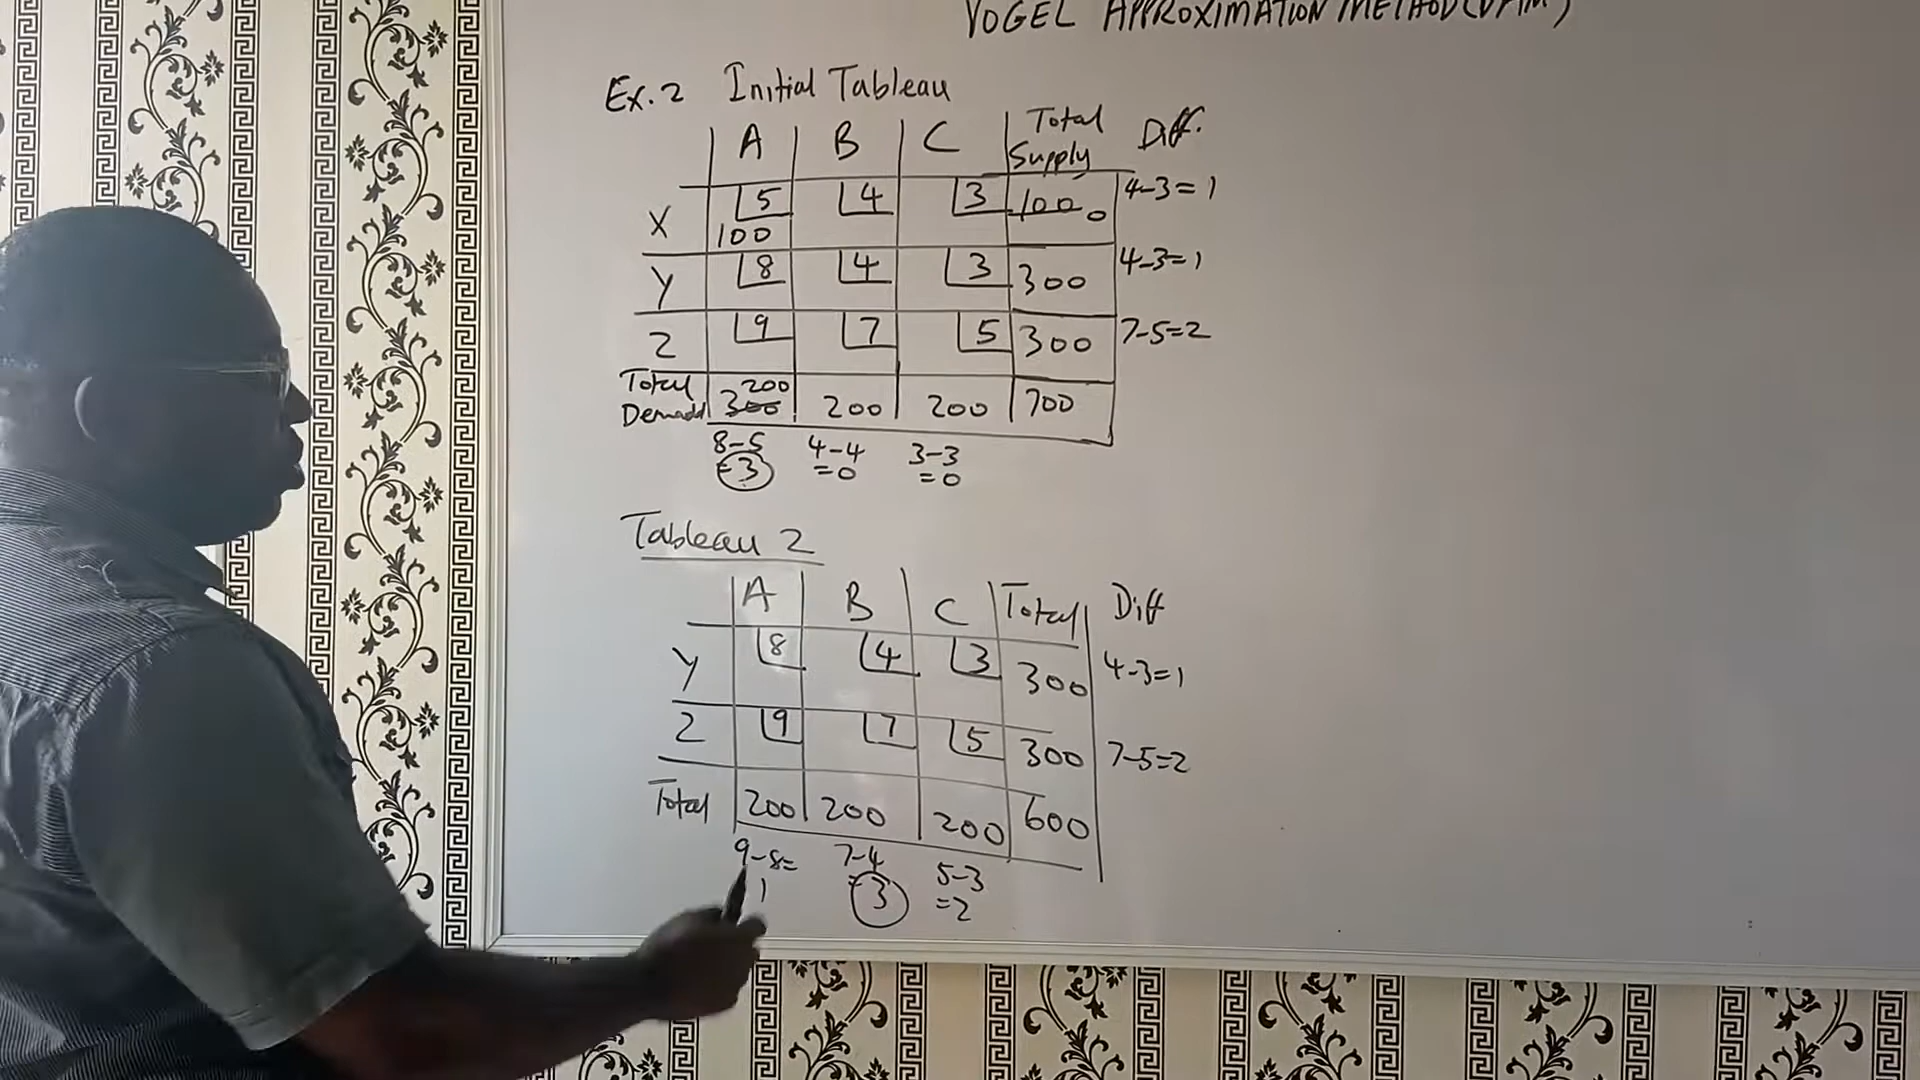 VOGEL APPROXIMATION METHOD (VAM)
Ex.2 Initial Tableau
A B C Total Supply Diff.
X 5 4 3 100 0 4-3=1
100
Y 8 4 3 300 4-3=1
Z 9 7 5 300 7-5=2
Total Demand 200 300 200 200 700
8-5 4-4 3-3
=3 =0 =0
Tableau 2
A B C Total Diff
Y 8 4 3 300 4-3=1
Z 9 7 5 300 7-5=2
Total 200 200 200 600
9-8= 7-4 5-3
1 =3 =2